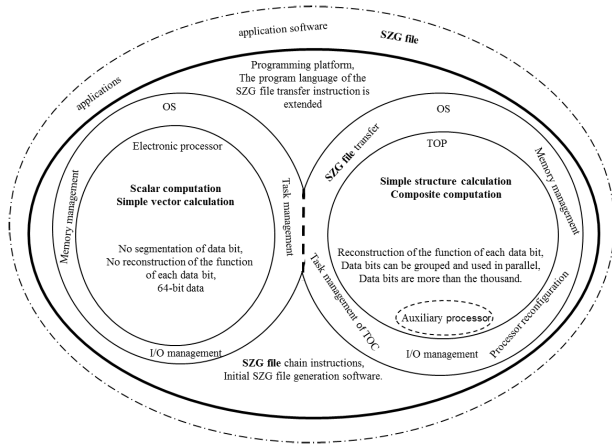 application software
SZG file
applications
Programming platform,
The program language of the
SZG file transfer instruction is
extended
OS
Electronic processor
Memory management
Scalar computation
Simple vector calculation
No segmentation of data bit,
No reconstruction of the function
of each data bit,
64-bit data
I/O management
Task management
OS
SZG file transfer
TOP
Memory management
Simple structure calculation
Composite computation
Reconstruction of the function of each data bit,
Data bits can be grouped and used in parallel,
Data bits are more than the thousand.
Auxiliary processor
Task management of TOC
I/O management
Processor reconfiguration
SZG file chain instructions,
Initial SZG file generation software.